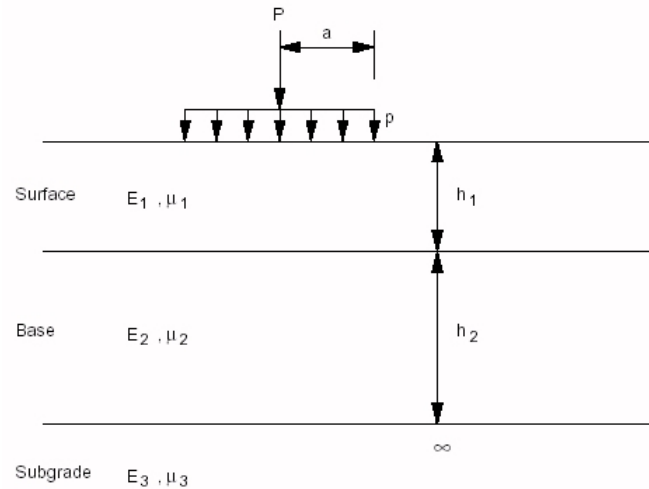 P
a
p
Surface
E1 , μ1
h1
Base
E2 , μ2
h2
∞
Subgrade
E3 , μ3